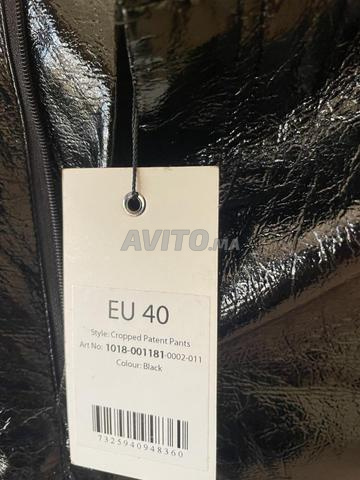 AVITO.ma
EU 40
Style: Cropped Patent Pants
Art No: 1018-001181-0002-011
Colour: Black
7325940948360